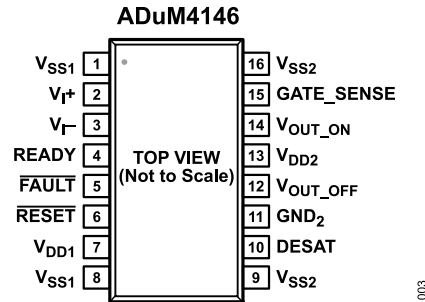 ADuM4146
VSS1 1 16 VSS2
VI+ 2 15 GATE_SENSE
VI– 3 14 VOUT_ON
READY 4 13 VDD2
FAULT 5 12 VOUT_OFF
RESET 6 11 GND2
VDD1 7 10 DESAT
VSS1 8 9 VSS2
TOP VIEW
(Not to Scale)
003